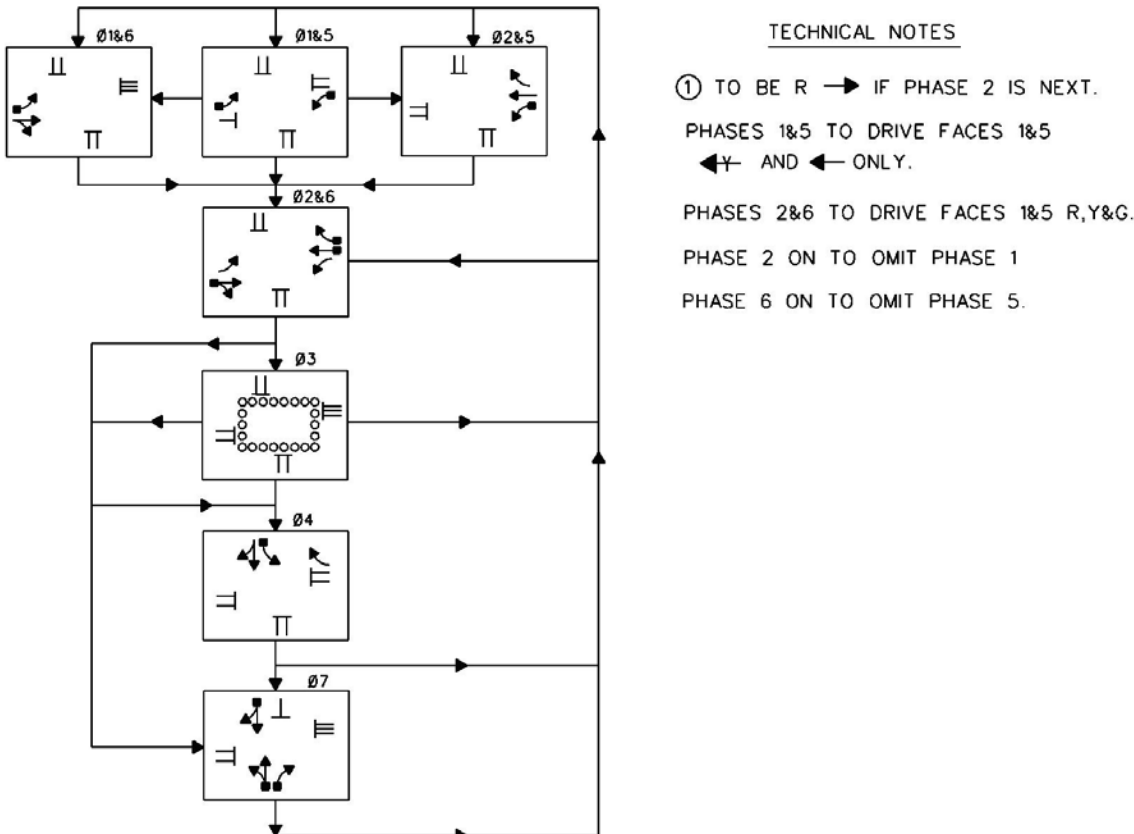 Ø1&6
Ø1&5
Ø2&5
Ø2&6
Ø3
Ø4
Ø7
TECHNICAL NOTES
① TO BE R → IF PHASE 2 IS NEXT.
PHASES 1&5 TO DRIVE FACES 1&5
←Y AND ← ONLY.
PHASES 2&6 TO DRIVE FACES 1&5 R,Y&G.
PHASE 2 ON TO OMIT PHASE 1
PHASE 6 ON TO OMIT PHASE 5.